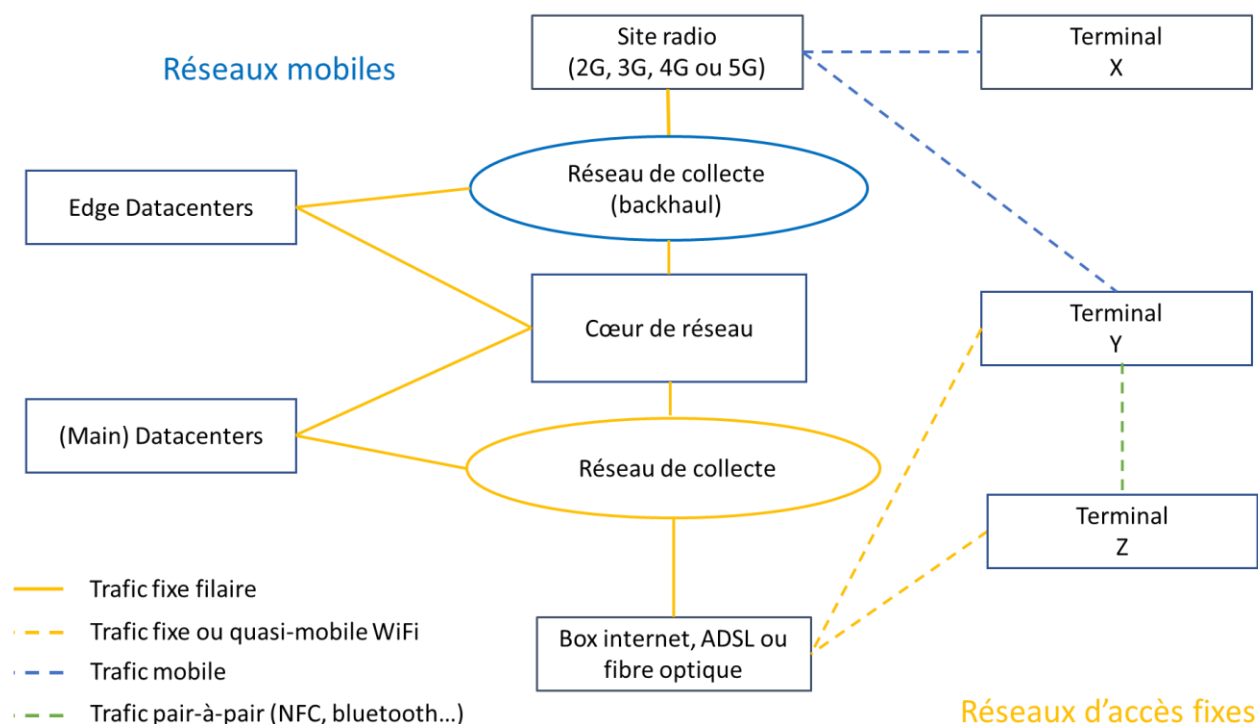 Réseaux mobiles
Site radio
(2G, 3G, 4G ou 5G)
Terminal
X
Réseau de collecte
(backhaul)
Edge Datacenters
Cœur de réseau
Terminal
Y
(Main) Datacenters
Réseau de collecte
Terminal
Z
Trafic fixe filaire
Trafic fixe ou quasi-mobile WiFi
Trafic mobile
Trafic pair-à-pair (NFC, bluetooth…)
Box internet, ADSL ou
fibre optique
Réseaux d'accès fixes